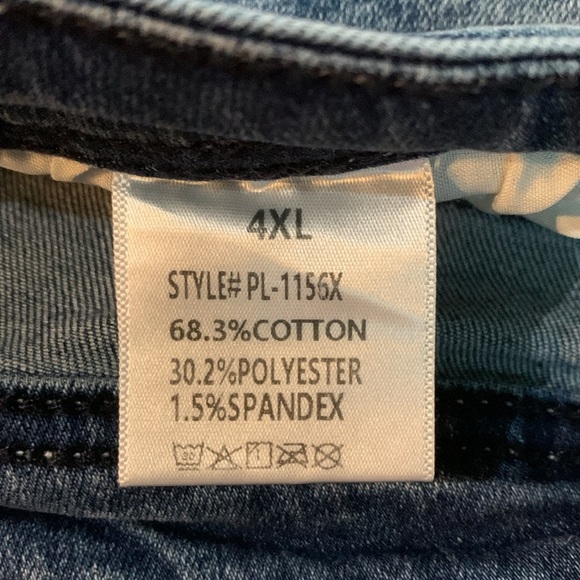 4XL
STYLE# PL-1156X
68.3%COTTON
30.2%POLYESTER
1.5%SPANDEX